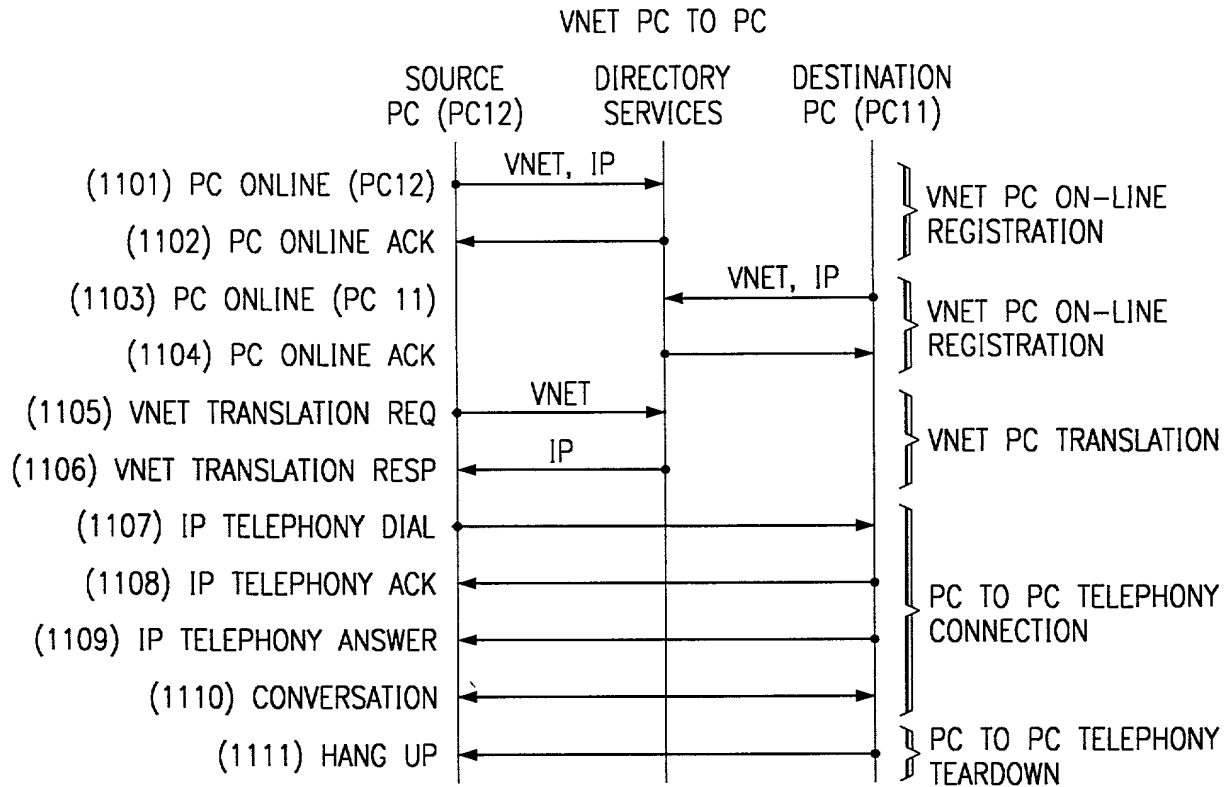 VNET PC TO PC
SOURCE
PC (PC12)
DIRECTORY
SERVICES
DESTINATION
PC (PC11)
(1101) PC ONLINE (PC12)
VNET, IP
VNET PC ON-LINE
REGISTRATION
(1102) PC ONLINE ACK
(1103) PC ONLINE (PC 11)
VNET, IP
VNET PC ON-LINE
REGISTRATION
(1104) PC ONLINE ACK
(1105) VNET TRANSLATION REQ
VNET
VNET PC TRANSLATION
(1106) VNET TRANSLATION RESP
IP
(1107) IP TELEPHONY DIAL
(1108) IP TELEPHONY ACK
PC TO PC TELEPHONY
CONNECTION
(1109) IP TELEPHONY ANSWER
(1110) CONVERSATION
(1111) HANG UP
PC TO PC TELEPHONY
TEARDOWN